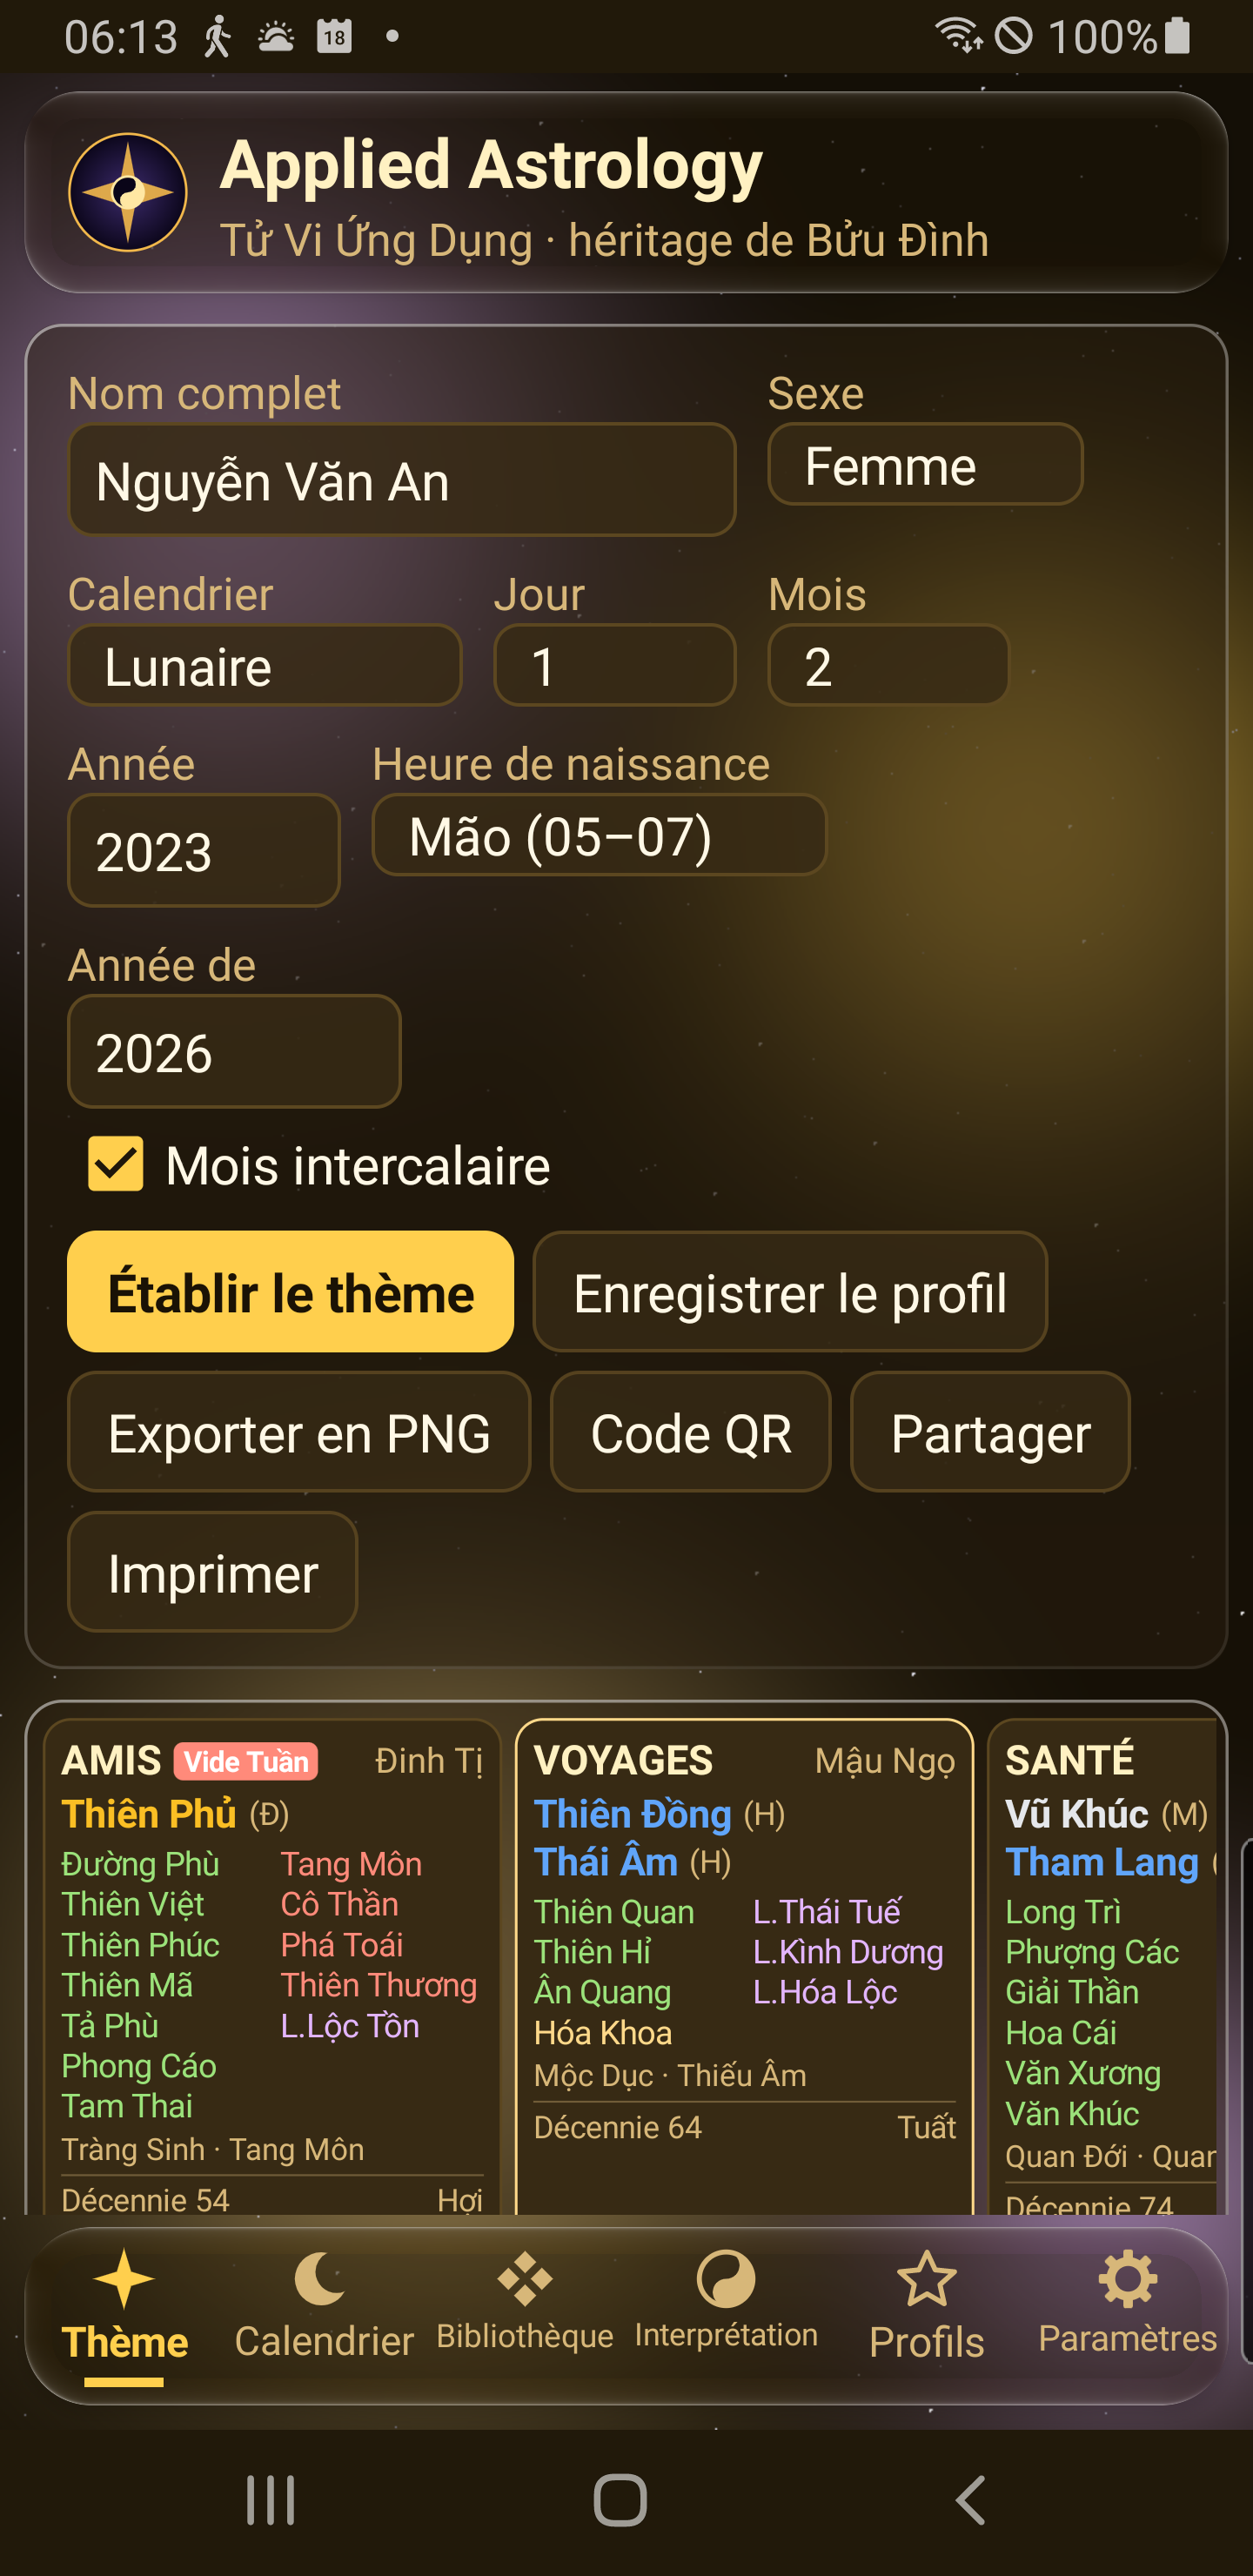 06:13
18
100%
Applied Astrology
Tử Vi Ứng Dụng · héritage de Bửu Đình
Nom complet
Sexe
Nguyễn Văn An
Femme
Calendrier
Jour
Mois
Lunaire
1
2
Année
Heure de naissance
2023
Mão (05–07)
Année de
2026
Mois intercalaire
Établir le thème
Enregistrer le profil
Exporter en PNG
Code QR
Partager
Imprimer
AMIS Vide Tuần Đinh Tị
Thiên Phủ (Đ)
Đường Phù
Thiên Việt
Thiên Phúc
Thiên Mã
Tả Phù
Phong Cáo
Tam Thai
Tang Môn
Cô Thần
Phá Toái
Thiên Thương
L.Lộc Tồn
Tràng Sinh · Tang Môn
Décennie 54 Hợi
VOYAGES Mậu Ngọ
Thiên Đồng (H)
Thái Âm (H)
Thiên Quan
Thiên Hỉ
Ân Quang
Hóa Khoa
L.Thái Tuế
L.Kình Dương
L.Hóa Lộc
Mộc Dục · Thiếu Âm
Décennie 64 Tuất
SANTÉ
Vũ Khúc (M)
Tham Lang
Long Trì
Phượng Các
Giải Thần
Hoa Cái
Văn Xương
Văn Khúc
Quan Đới · Quan
Décennie 74
Thème
Calendrier
Bibliothèque
Interprétation
Profils
Paramètres